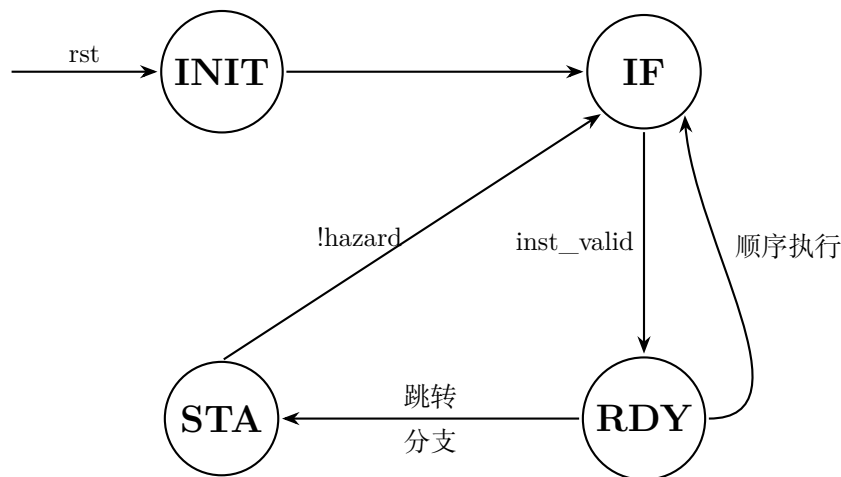 rst
INIT
IF
!hazard
inst_valid
顺序执行
跳转
分支
STA
RDY